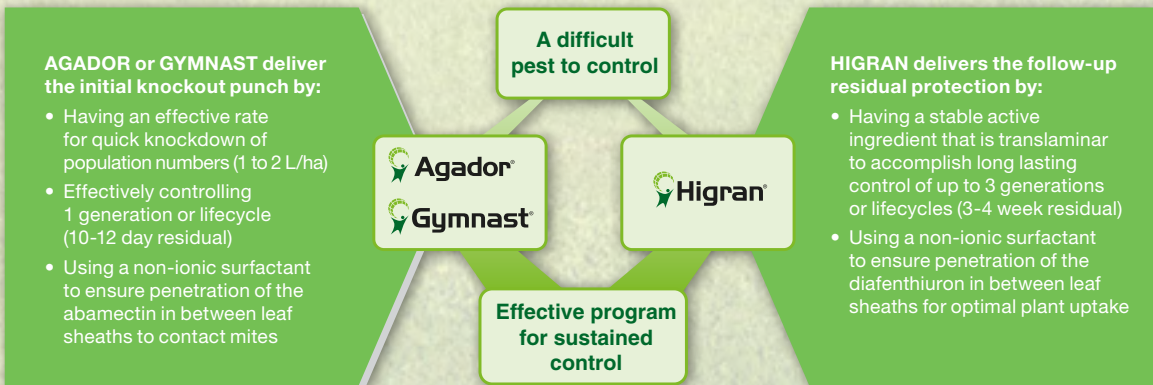 AGADOR or GYMNAST deliver
the initial knockout punch by:
• Having an effective rate
for quick knockdown of
population numbers (1 to 2 L/ha)
• Effectively controlling
1 generation or lifecycle
(10-12 day residual)
• Using a non-ionic surfactant
to ensure penetration of the
abamectin in between leaf
sheaths to contact mites
A difficult
pest to control
Agador®
Gymnast®
Higran®
Effective program
for sustained
control
HIGRAN delivers the follow-up
residual protection by:
• Having a stable active
ingredient that is translaminar
to accomplish long lasting
control of up to 3 generations
or lifecycles (3-4 week residual)
• Using a non-ionic surfactant
to ensure penetration of the
diafenthiuron in between leaf
sheaths for optimal plant uptake